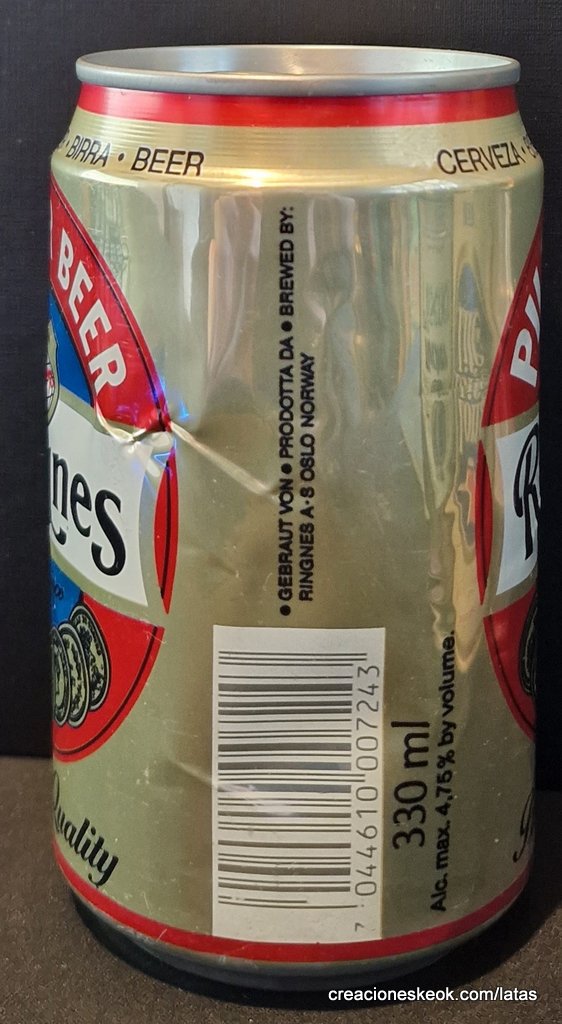 BIRRA • BEER
CERVEZA
BEER
nes
Quality
PI
R
• GEBRAUT VON • PRODOTTA DA • BREWED BY:
RINGNES A•S OSLO NORWAY
7 044610 007243
330 ml
Alc. max. 4,75% by volume.
creacioneskeok.com/latas